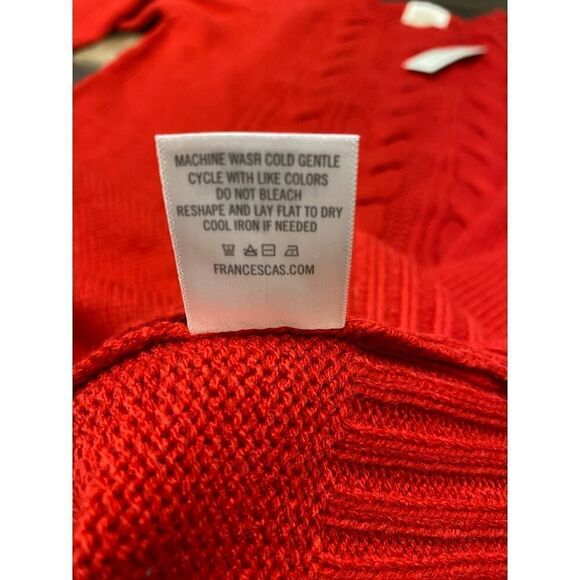 MACHINE WASH COLD GENTLE
CYCLE WITH LIKE COLORS
DO NOT BLEACH
RESHAPE AND LAY FLAT TO DRY
COOL IRON IF NEEDED
FRANCESCAS.COM